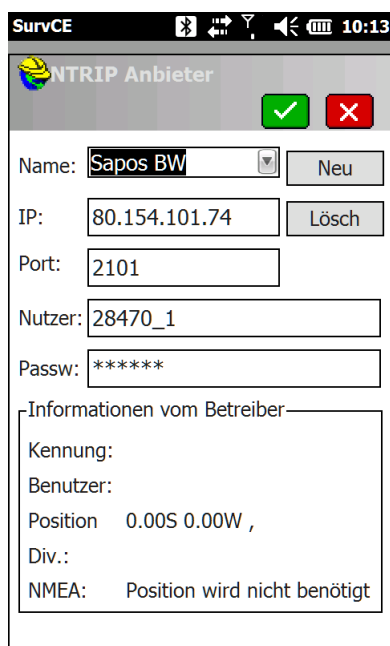 SurvCE 10:13
NTRIP Anbieter
Name: Sapos BW Neu
IP: 80.154.101.74 Lösch
Port: 2101
Nutzer: 28470_1
Passw: ******
Informationen vom Betreiber
Kennung:
Benutzer:
Position 0.00S 0.00W ,
Div.:
NMEA: Position wird nicht benötigt